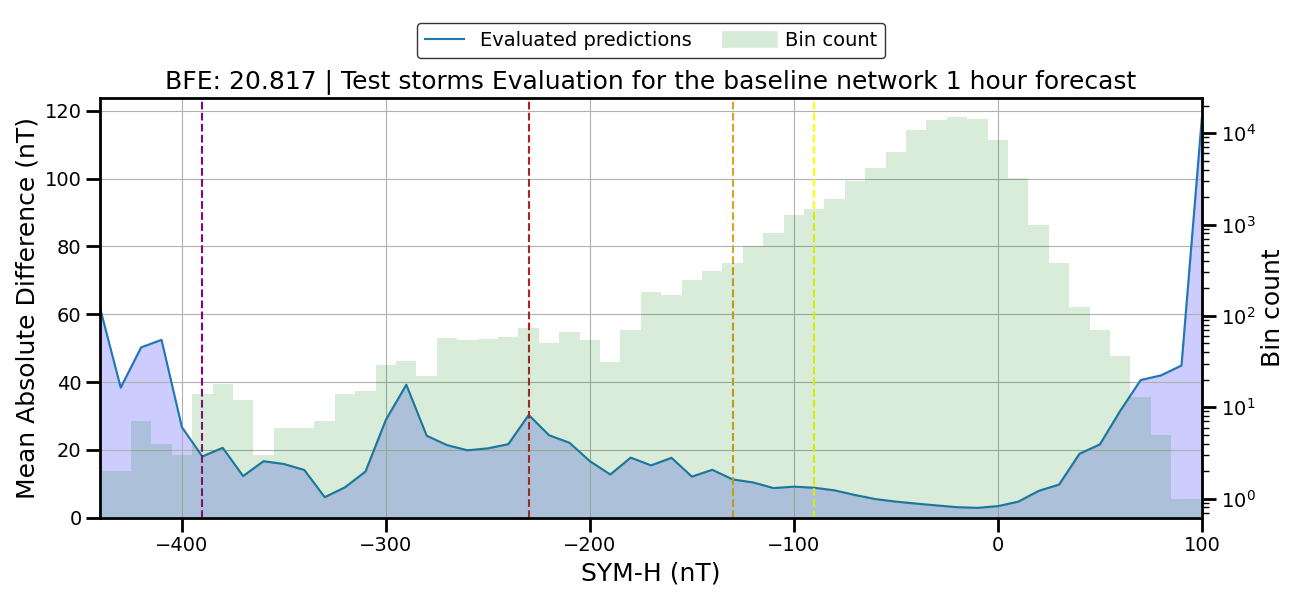 Evaluated predictions Bin count
BFE: 20.817 | Test storms Evaluation for the baseline network 1 hour forecast
Mean Absolute Difference (nT)
120
100
80
60
40
20
0
−400 −300 −200 −100 0 100
SYM-H (nT)
10⁴
10³
10²
10¹
10⁰
Bin count